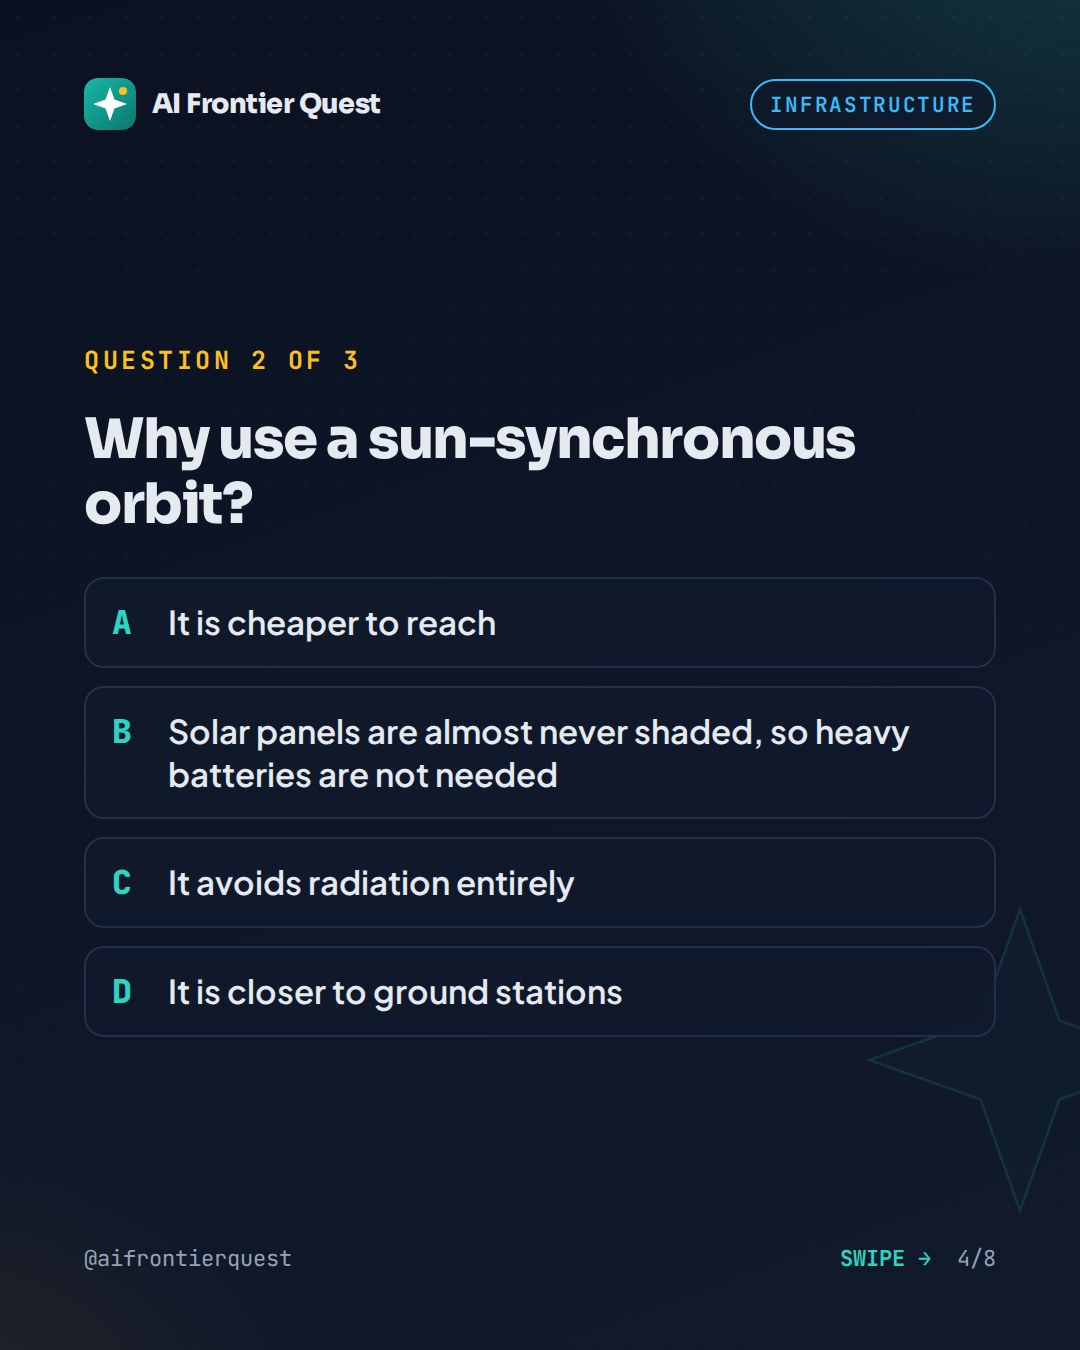 AI Frontier Quest
INFRASTRUCTURE
QUESTION 2 OF 3
Why use a sun-synchronous
orbit?
A It is cheaper to reach
B Solar panels are almost never shaded, so heavy
batteries are not needed
C It avoids radiation entirely
D It is closer to ground stations
@aifrontierquest
SWIPE → 4/8